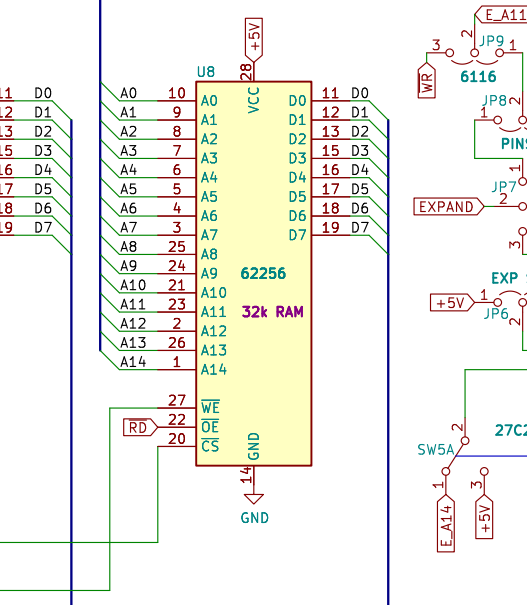 E_A11
+5V
2
JP9
3
1
6116
WR
U8
28
VCC
11 D0
12 D1
13 D2
15 D3
16 D4
17 D5
18 D6
19 D7
A0 10 A0 D0 11 D0
A1 9 A1 D1 12 D1
A2 8 A2 D2 13 D2
A3 7 A3 D3 15 D3
A4 6 A4 D4 16 D4
A5 5 A5 D5 17 D5
A6 4 A6 D6 18 D6
A7 3 A7 D7 19 D7
A8 25 A8
A9 24 A9
A10 21 A10
A11 23 A11
A12 2 A12
A13 26 A13
A14 1 A14
62256
32k RAM
27 WE
RD 22 OE
20 CS
GND
14
GND
JP8
2
1
PIN
1
JP7
EXPAND 2
3
EXP
+5V 1
JP6
2
27C2
2
SW5A
1
3
E_A14
+5V